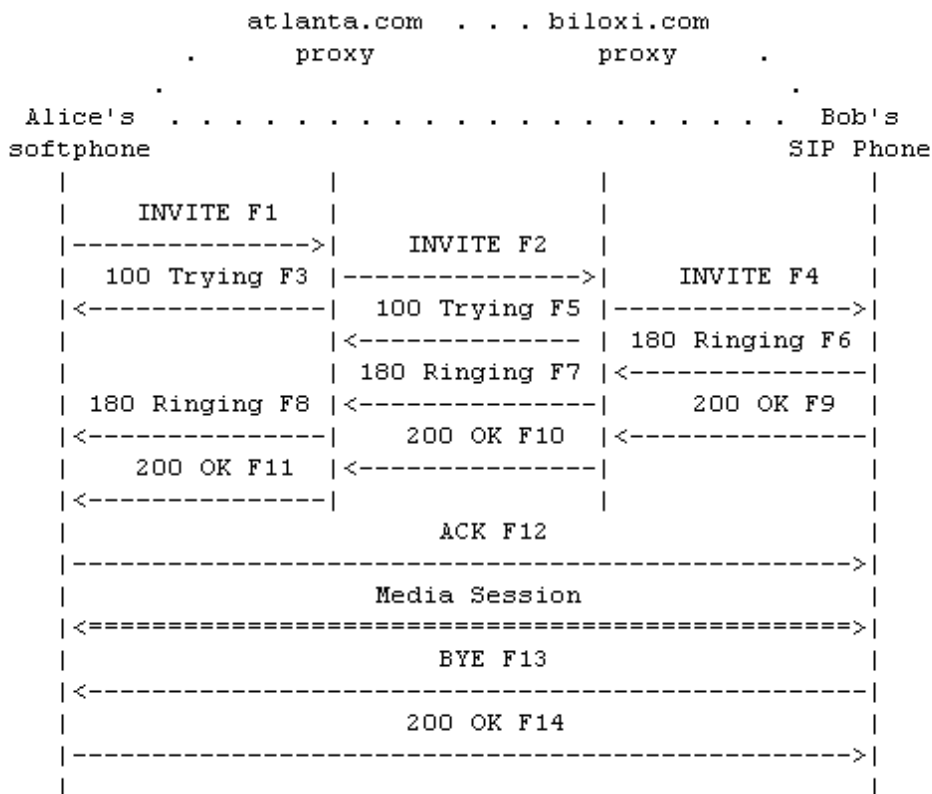 atlanta.com . . . biloxi.com
. proxy proxy .
. .
Alice's . . . . . . . . . . . . . . . . . . . . Bob's
softphone SIP Phone
| | | |
| INVITE F1 | | |
|--------------->| INVITE F2 | |
| 100 Trying F3 |--------------->| INVITE F4 |
|<---------------| 100 Trying F5 |--------------->|
| |<-------------- | 180 Ringing F6 |
| | 180 Ringing F7 |<---------------|
| 180 Ringing F8 |<---------------| 200 OK F9 |
|<---------------| 200 OK F10 |<---------------|
| 200 OK F11 |<---------------| |
|<---------------| | |
| ACK F12 |
|------------------------------------------------->|
| Media Session |
|<================================================>|
| BYE F13 |
|<-------------------------------------------------|
| 200 OK F14 |
|------------------------------------------------->|
| |